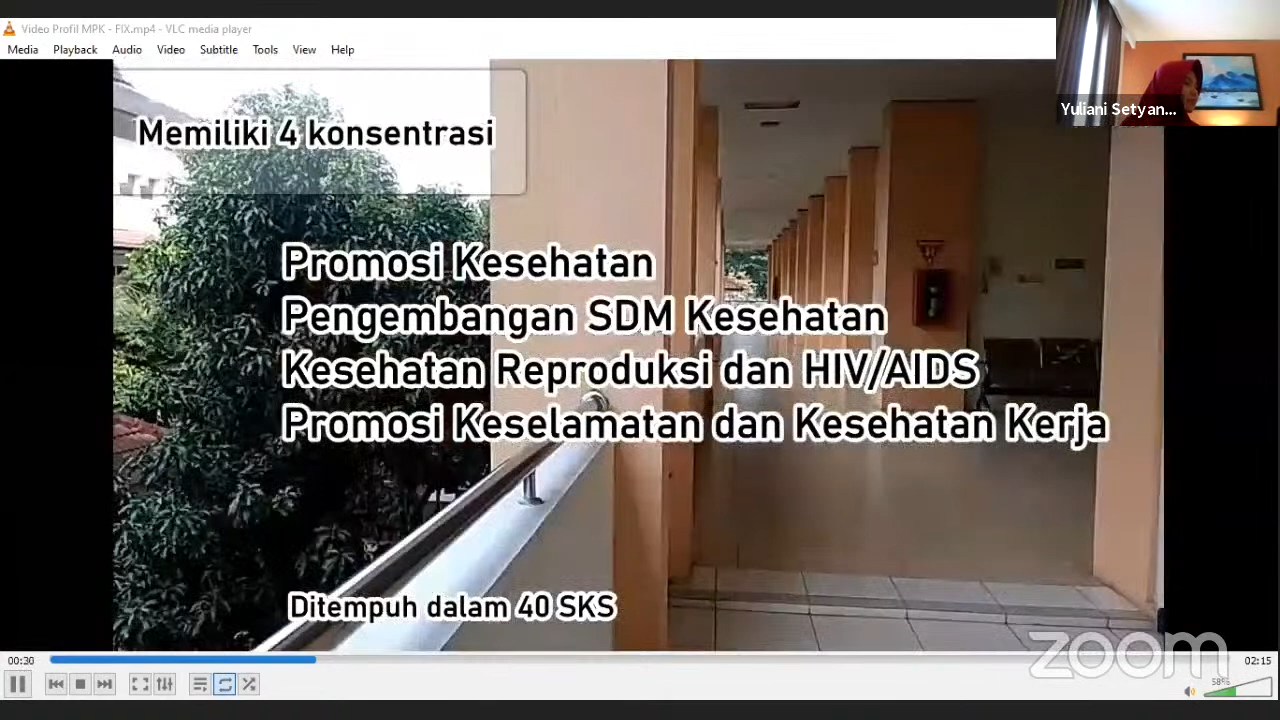 Video Profil MPK - FIX.mp4 - VLC media player
Media Playback Audio Video Subtitle Tools View Help
Yuliani Setyan...
Memiliki 4 konsentrasi
Promosi Kesehatan
Pengembangan SDM Kesehatan
Kesehatan Reproduksi dan HIV/AIDS
Promosi Keselamatan dan Kesehatan Kerja
Ditempuh dalam 40 SKS
zoom
00:30
02:15
58%